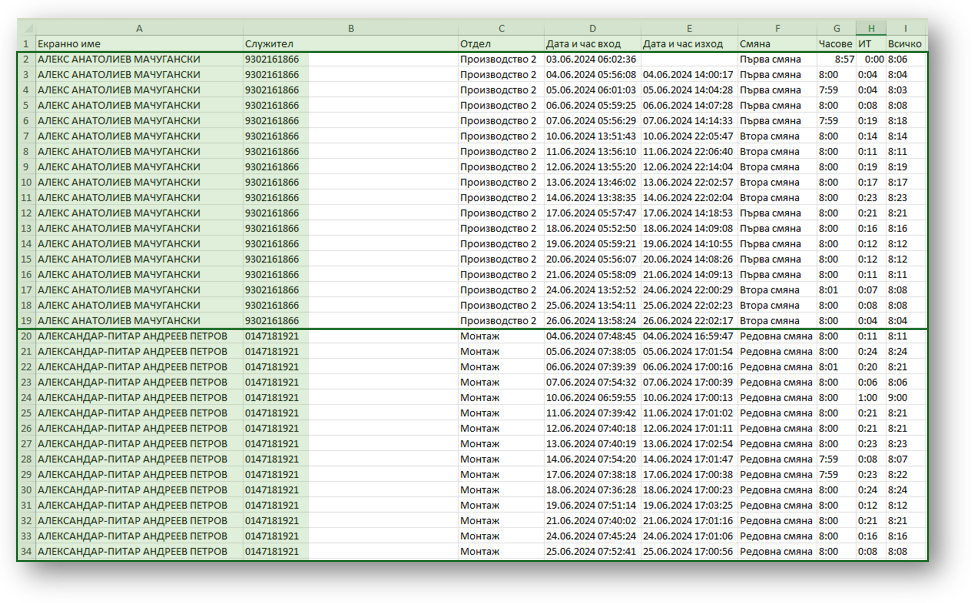 A B C D E F G H I
1 Екранно име Служител Отдел Дата и час вход Дата и час изход Смяна Часове ИТ Всичко
2 АЛЕКС АНАТОЛИЕВ МАЧУГАНСКИ 9302161866 Производство 2 03.06.2024 06:02:36 Първа смяна 8:57 0:00 8:06
3 АЛЕКС АНАТОЛИЕВ МАЧУГАНСКИ 9302161866 Производство 2 04.06.2024 05:56:08 04.06.2024 14:00:17 Първа смяна 8:00 0:04 8:04
4 АЛЕКС АНАТОЛИЕВ МАЧУГАНСКИ 9302161866 Производство 2 05.06.2024 06:01:03 05.06.2024 14:04:28 Първа смяна 7:59 0:04 8:03
5 АЛЕКС АНАТОЛИЕВ МАЧУГАНСКИ 9302161866 Производство 2 06.06.2024 05:59:25 06.06.2024 14:07:28 Първа смяна 8:00 0:08 8:08
6 АЛЕКС АНАТОЛИЕВ МАЧУГАНСКИ 9302161866 Производство 2 07.06.2024 05:56:29 07.06.2024 14:14:33 Първа смяна 7:59 0:19 8:18
7 АЛЕКС АНАТОЛИЕВ МАЧУГАНСКИ 9302161866 Производство 2 10.06.2024 13:51:43 10.06.2024 22:05:47 Втора смяна 8:00 0:14 8:14
8 АЛЕКС АНАТОЛИЕВ МАЧУГАНСКИ 9302161866 Производство 2 11.06.2024 13:56:10 11.06.2024 22:06:40 Втора смяна 8:00 0:11 8:11
9 АЛЕКС АНАТОЛИЕВ МАЧУГАНСКИ 9302161866 Производство 2 12.06.2024 13:55:20 12.06.2024 22:14:04 Втора смяна 8:00 0:19 8:19
10 АЛЕКС АНАТОЛИЕВ МАЧУГАНСКИ 9302161866 Производство 2 13.06.2024 13:46:02 13.06.2024 22:02:57 Втора смяна 8:00 0:17 8:17
11 АЛЕКС АНАТОЛИЕВ МАЧУГАНСКИ 9302161866 Производство 2 14.06.2024 13:38:35 14.06.2024 22:02:04 Втора смяна 8:00 0:23 8:23
12 АЛЕКС АНАТОЛИЕВ МАЧУГАНСКИ 9302161866 Производство 2 17.06.2024 05:57:47 17.06.2024 14:18:53 Първа смяна 8:00 0:21 8:21
13 АЛЕКС АНАТОЛИЕВ МАЧУГАНСКИ 9302161866 Производство 2 18.06.2024 05:52:50 18.06.2024 14:09:08 Първа смяна 8:00 0:16 8:16
14 АЛЕКС АНАТОЛИЕВ МАЧУГАНСКИ 9302161866 Производство 2 19.06.2024 05:59:21 19.06.2024 14:10:55 Първа смяна 8:00 0:12 8:12
15 АЛЕКС АНАТОЛИЕВ МАЧУГАНСКИ 9302161866 Производство 2 20.06.2024 05:56:07 20.06.2024 14:08:26 Първа смяна 8:00 0:12 8:12
16 АЛЕКС АНАТОЛИЕВ МАЧУГАНСКИ 9302161866 Производство 2 21.06.2024 05:58:09 21.06.2024 14:09:13 Първа смяна 8:00 0:11 8:11
17 АЛЕКС АНАТОЛИЕВ МАЧУГАНСКИ 9302161866 Производство 2 24.06.2024 13:52:52 24.06.2024 22:00:29 Втора смяна 8:01 0:07 8:08
18 АЛЕКС АНАТОЛИЕВ МАЧУГАНСКИ 9302161866 Производство 2 25.06.2024 13:54:11 25.06.2024 22:02:23 Втора смяна 8:00 0:08 8:08
19 АЛЕКС АНАТОЛИЕВ МАЧУГАНСКИ 9302161866 Производство 2 26.06.2024 13:58:24 26.06.2024 22:02:17 Втора смяна 8:00 0:04 8:04
20 АЛЕКСАНДАР-ПИТАР АНДРЕЕВ ПЕТРОВ 0147181921 Монтаж 04.06.2024 07:48:45 04.06.2024 16:59:47 Редовна смяна 8:00 0:11 8:11
21 АЛЕКСАНДАР-ПИТАР АНДРЕЕВ ПЕТРОВ 0147181921 Монтаж 05.06.2024 07:38:05 05.06.2024 17:01:54 Редовна смяна 8:00 0:24 8:24
22 АЛЕКСАНДАР-ПИТАР АНДРЕЕВ ПЕТРОВ 0147181921 Монтаж 06.06.2024 07:39:39 06.06.2024 17:00:16 Редовна смяна 8:01 0:20 8:21
23 АЛЕКСАНДАР-ПИТАР АНДРЕЕВ ПЕТРОВ 0147181921 Монтаж 07.06.2024 07:54:32 07.06.2024 17:00:39 Редовна смяна 8:00 0:06 8:06
24 АЛЕКСАНДАР-ПИТАР АНДРЕЕВ ПЕТРОВ 0147181921 Монтаж 10.06.2024 06:59:55 10.06.2024 17:00:13 Редовна смяна 8:00 1:00 9:00
25 АЛЕКСАНДАР-ПИТАР АНДРЕЕВ ПЕТРОВ 0147181921 Монтаж 11.06.2024 07:39:42 11.06.2024 17:01:02 Редовна смяна 8:00 0:21 8:21
26 АЛЕКСАНДАР-ПИТАР АНДРЕЕВ ПЕТРОВ 0147181921 Монтаж 12.06.2024 07:40:18 12.06.2024 17:01:11 Редовна смяна 8:00 0:21 8:21
27 АЛЕКСАНДАР-ПИТАР АНДРЕЕВ ПЕТРОВ 0147181921 Монтаж 13.06.2024 07:40:19 13.06.2024 17:02:54 Редовна смяна 8:00 0:23 8:23
28 АЛЕКСАНДАР-ПИТАР АНДРЕЕВ ПЕТРОВ 0147181921 Монтаж 14.06.2024 07:54:20 14.06.2024 17:01:47 Редовна смяна 7:59 0:08 8:07
29 АЛЕКСАНДАР-ПИТАР АНДРЕЕВ ПЕТРОВ 0147181921 Монтаж 17.06.2024 07:38:18 17.06.2024 17:00:38 Редовна смяна 7:59 0:23 8:22
30 АЛЕКСАНДАР-ПИТАР АНДРЕЕВ ПЕТРОВ 0147181921 Монтаж 18.06.2024 07:36:28 18.06.2024 17:00:23 Редовна смяна 8:00 0:24 8:24
31 АЛЕКСАНДАР-ПИТАР АНДРЕЕВ ПЕТРОВ 0147181921 Монтаж 19.06.2024 07:51:14 19.06.2024 17:03:25 Редовна смяна 8:00 0:12 8:12
32 АЛЕКСАНДАР-ПИТАР АНДРЕЕВ ПЕТРОВ 0147181921 Монтаж 21.06.2024 07:40:02 21.06.2024 17:01:16 Редовна смяна 8:00 0:21 8:21
33 АЛЕКСАНДАР-ПИТАР АНДРЕЕВ ПЕТРОВ 0147181921 Монтаж 24.06.2024 07:45:24 24.06.2024 17:01:06 Редовна смяна 8:00 0:16 8:16
34 АЛЕКСАНДАР-ПИТАР АНДРЕЕВ ПЕТРОВ 0147181921 Монтаж 25.06.2024 07:52:41 25.06.2024 17:00:56 Редовна смяна 8:00 0:08 8:08